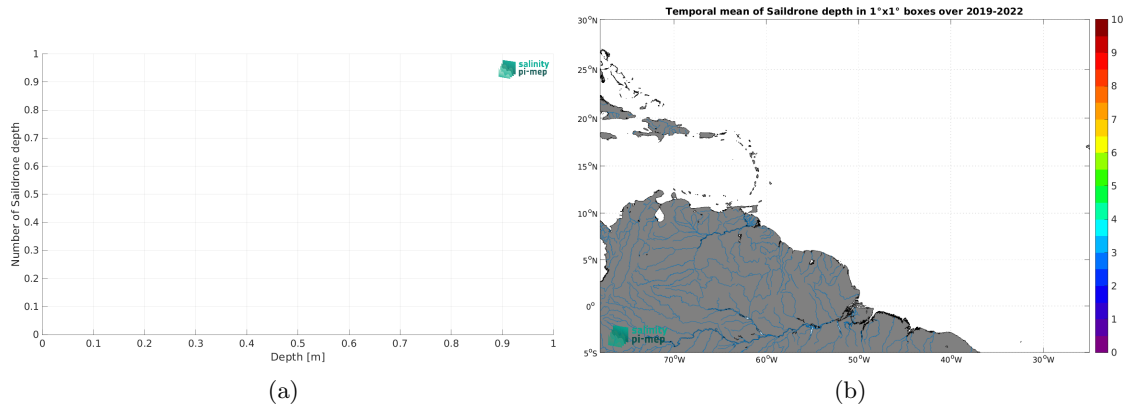 Temporal mean of Saildrone depth in 1°x1° boxes over 2019-2022
salinity
pi-mep
Number of Saildrone depth
1
0.9
0.8
0.7
0.6
0.5
0.4
0.3
0.2
0.1
0
0 0.1 0.2 0.3 0.4 0.5 0.6 0.7 0.8 0.9 1
Depth [m]
(a)
30°N
25°N
20°N
15°N
10°N
5°N
0°
5°S
70°W 60°W 50°W 40°W 30°W
salinity
pi-mep
10
9
8
7
6
5
4
3
2
1
0
(b)